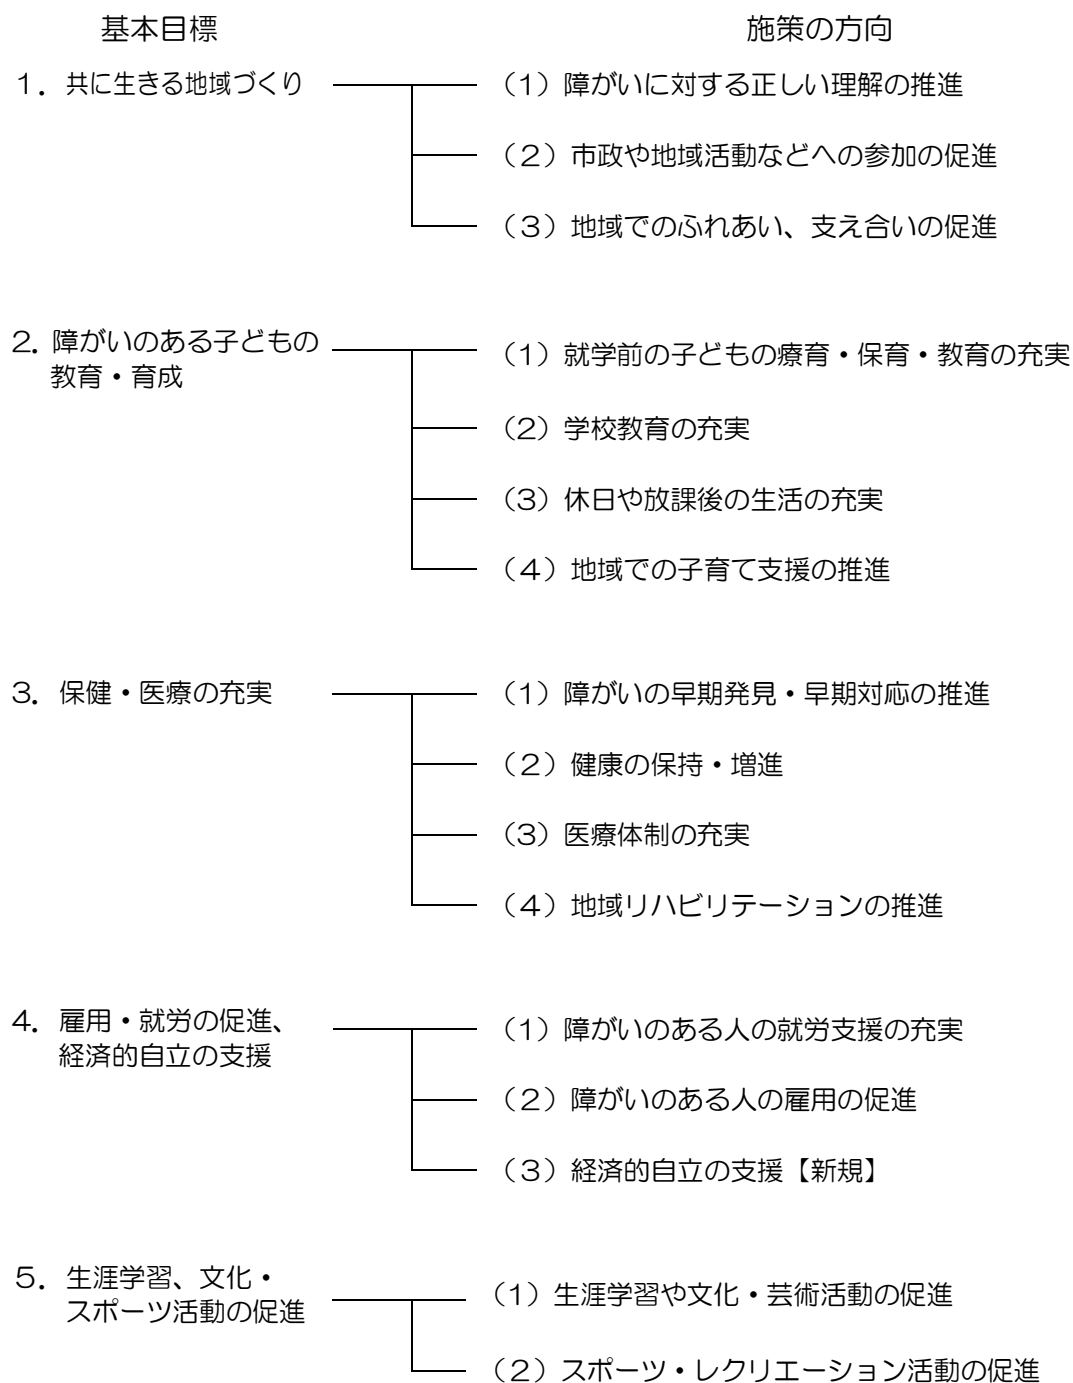 基本目標
施策の方向
１．共に生きる地域づくり
（1）障がいに対する正しい理解の推進
（２）市政や地域活動などへの参加の促進
（３）地域でのふれあい、支え合いの促進
２．障がいのある子どもの
教育・育成
（1）就学前の子どもの療育・保育・教育の充実
（2）学校教育の充実
（3）休日や放課後の生活の充実
（４）地域での子育て支援の推進
３．保健・医療の充実
（1）障がいの早期発見・早期対応の推進
（２）健康の保持・増進
（3）医療体制の充実
（４）地域リハビリテーションの推進
４．雇用・就労の促進、
経済的自立の支援
（1）障がいのある人の就労支援の充実
（２）障がいのある人の雇用の促進
（３）経済的自立の支援【新規】
５．生涯学習、文化・
スポーツ活動の促進
（1）生涯学習や文化・芸術活動の促進
（２）スポーツ・レクリエーション活動の促進